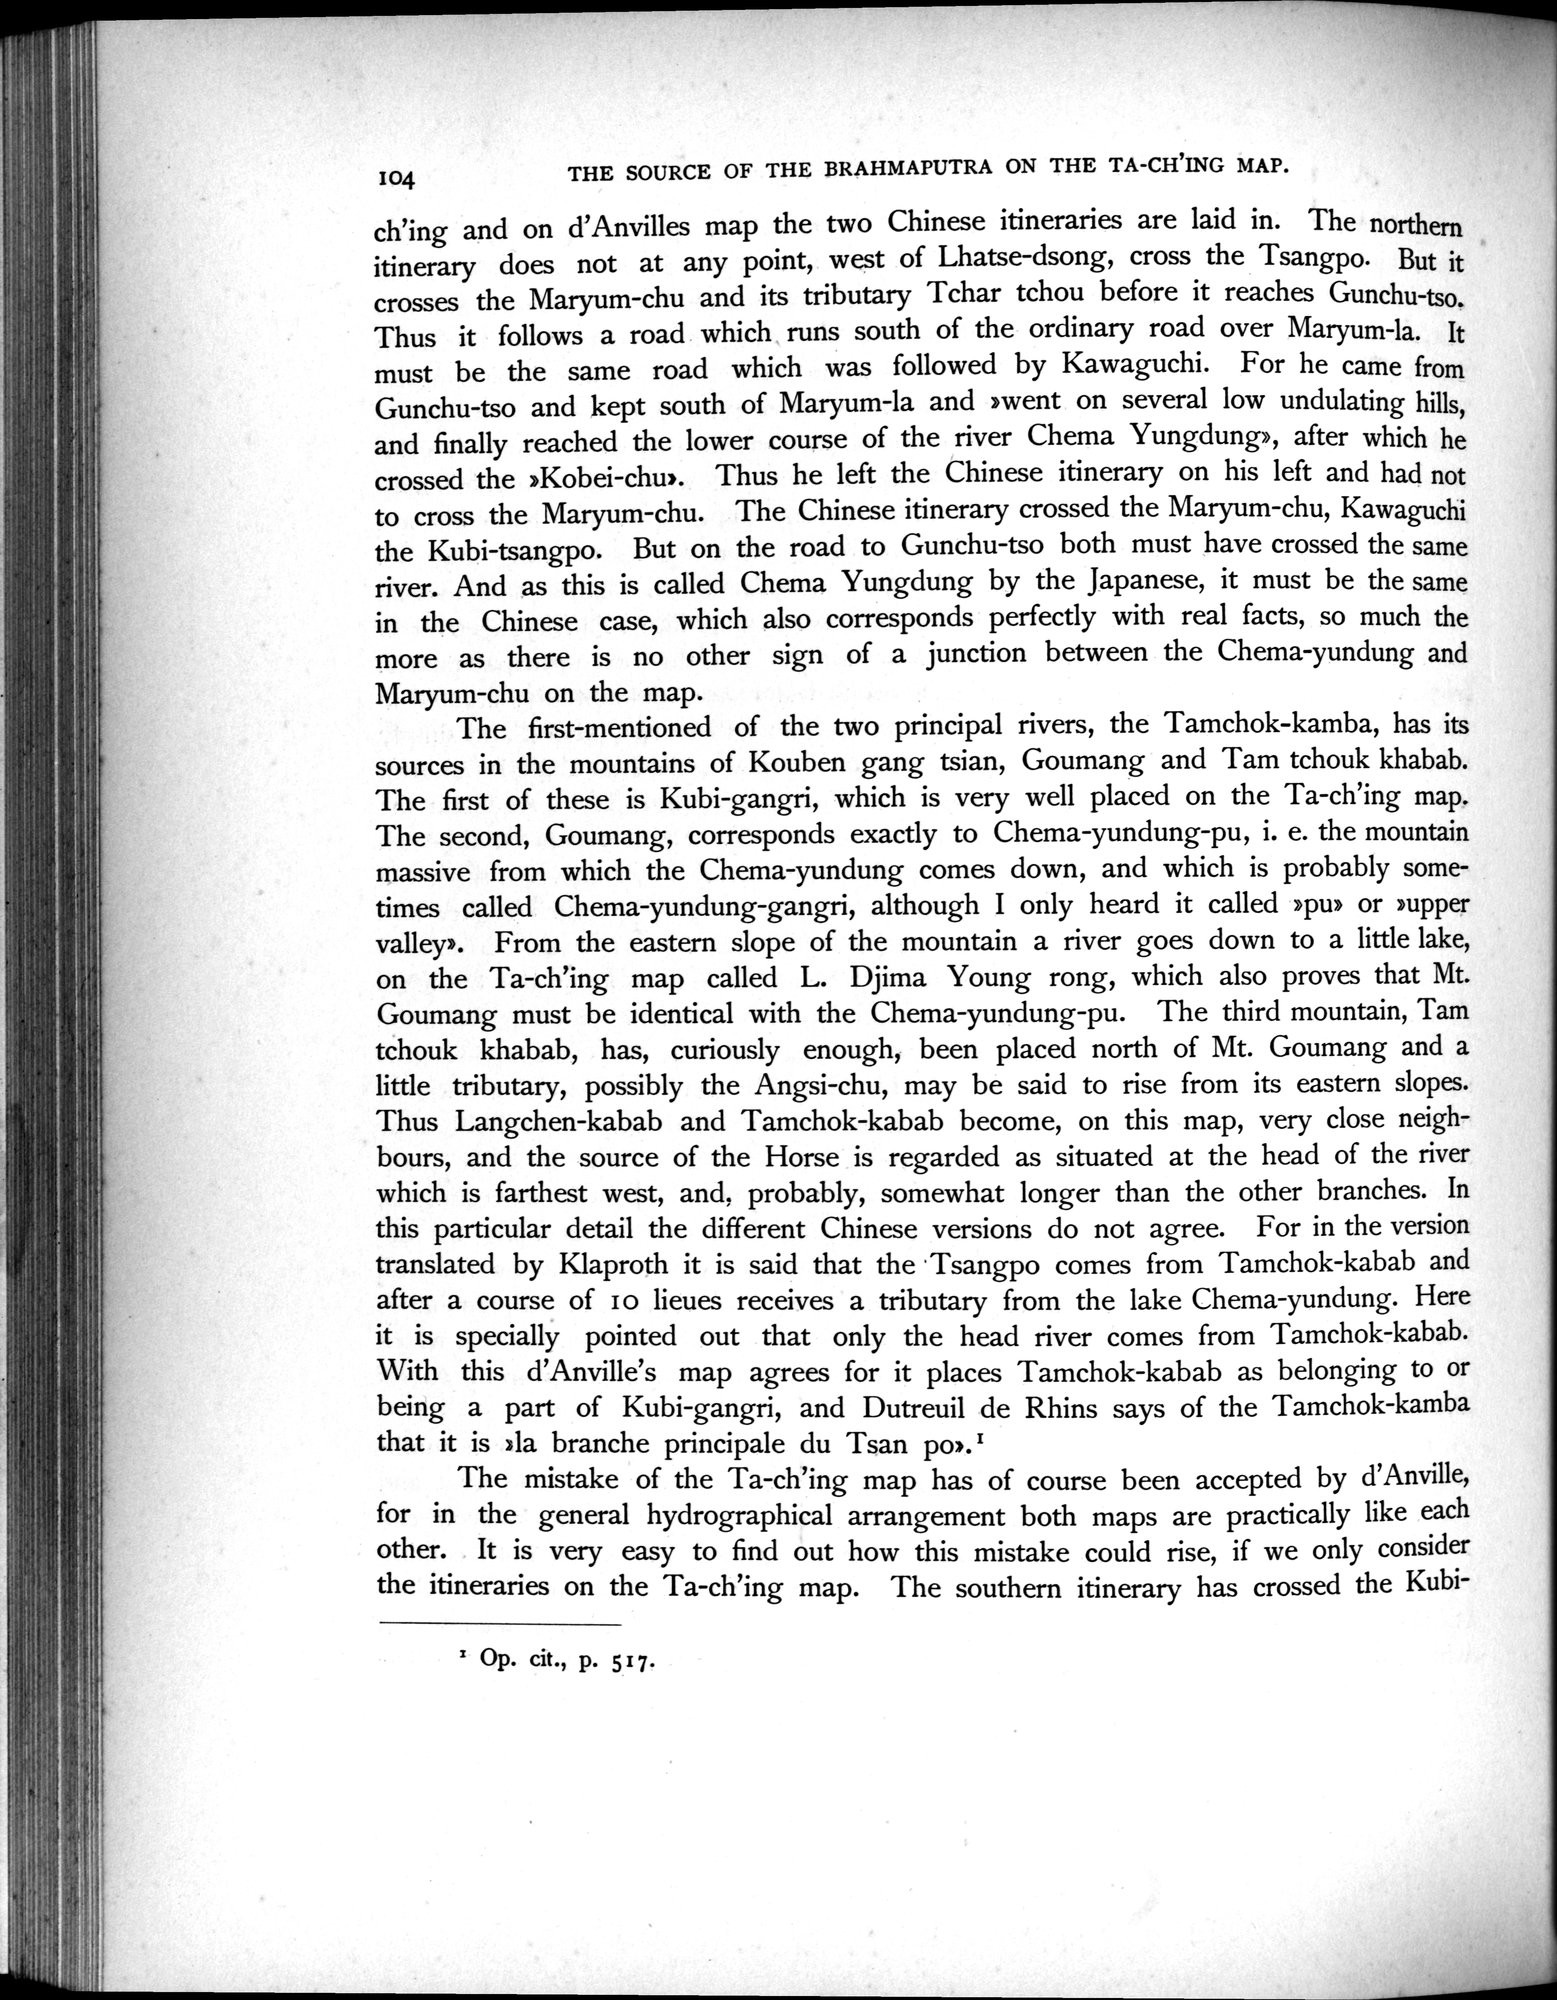 104 THE SOURCE OF THE BRAHMAPUTRA ON THE TA-CH'ING MAP.
ch'ing and on d'Anvilles map the two Chinese itineraries are laid in. The northern
itinerary does not at any point, west of Lhatse-dsong, cross the Tsangpo. But it
crosses the Maryum-chu and its tributary Tchar tchou before it reaches Gunchu-tso.
Thus it follows a road which runs south of the ordinary road over Maryum-la. It
must be the same road which was followed by Kawaguchi. For he came from
Gunchu-tso and kept south of Maryum-la and »went on several low undulating hills,
and finally reached the lower course of the river Chema Yungdung», after which he
crossed the »Kobei-chu». Thus he left the Chinese itinerary on his left and had not
to cross the Maryum-chu. The Chinese itinerary crossed the Maryum-chu, Kawaguchi
the Kubi-tsangpo. But on the road to Gunchu-tso both must have crossed the same
river. And as this is called Chema Yungdung by the Japanese, it must be the same
in the Chinese case, which also corresponds perfectly with real facts, so much the
more as there is no other sign of a junction between the Chema-yundung and
Maryum-chu on the map.
The first-mentioned of the two principal rivers, the Tamchok-kamba, has its
sources in the mountains of Kouben gang tsian, Goumang and Tam tchouk khabab.
The first of these is Kubi-gangri, which is very well placed on the Ta-ch'ing map.
The second, Goumang, corresponds exactly to Chema-yundung-pu, i. e. the mountain
massive from which the Chema-yundung comes down, and which is probably some-
times called Chema-yundung-gangri, although I only heard it called »pu» or »upper
valley». From the eastern slope of the mountain a river goes down to a little lake,
on the Ta-ch'ing map called L. Djima Young rong, which also proves that Mt.
Goumang must be identical with the Chema-yundung-pu. The third mountain, Tam
tchouk khabab, has, curiously enough, been placed north of Mt. Goumang and a
little tributary, possibly the Angsi-chu, may be said to rise from its eastern slopes.
Thus Langchen-kabab and Tamchok-kabab become, on this map, very close neigh-
bours, and the source of the Horse is regarded as situated at the head of the river
which is farthest west, and, probably, somewhat longer than the other branches. In
this particular detail the different Chinese versions do not agree. For in the version
translated by Klaproth it is said that the Tsangpo comes from Tamchok-kabab and
after a course of 10 lieues receives a tributary from the lake Chema-yundung. Here
it is specially pointed out that only the head river comes from Tamchok-kabab.
With this d'Anville's map agrees for it places Tamchok-kabab as belonging to or
being a part of Kubi-gangri, and Dutreuil de Rhins says of the Tamchok-kamba
that it is »la branche principale du Tsan po».¹
The mistake of the Ta-ch'ing map has of course been accepted by d'Anville,
for in the general hydrographical arrangement both maps are practically like each
other. It is very easy to find out how this mistake could rise, if we only consider
the itineraries on the Ta-ch'ing map. The southern itinerary has crossed the Kubi-
¹ Op. cit., p. 517.